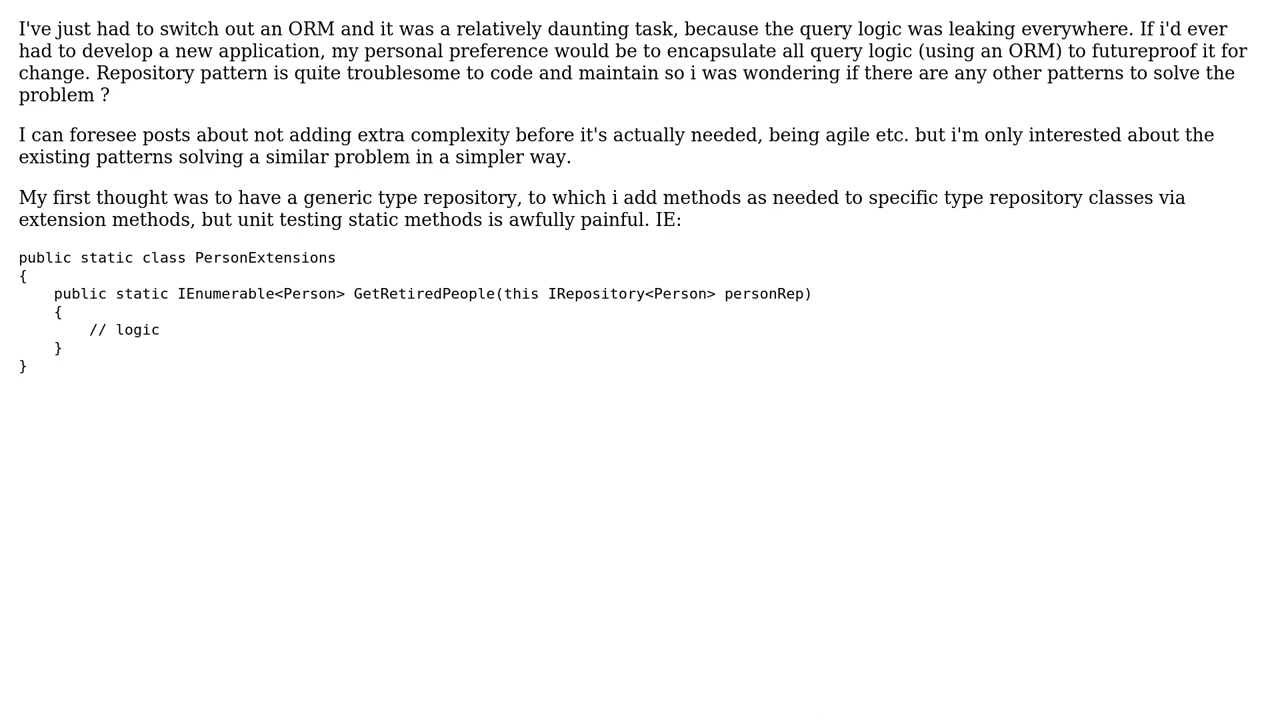 I've just had to switch out an ORM and it was a relatively daunting task, because the query logic was leaking everywhere. If i'd ever
had to develop a new application, my personal preference would be to encapsulate all query logic (using an ORM) to futureproof it for
change. Repository pattern is quite troublesome to code and maintain so i was wondering if there are any other patterns to solve the
problem ?
I can foresee posts about not adding extra complexity before it's actually needed, being agile etc. but i'm only interested about the
existing patterns solving a similar problem in a simpler way.
My first thought was to have a generic type repository, to which i add methods as needed to specific type repository classes via
extension methods, but unit testing static methods is awfully painful. IE:
public static class PersonExtensions
{
    public static IEnumerable<Person> GetRetiredPeople(this IRepository<Person> personRep)
    {
        // logic
    }
}